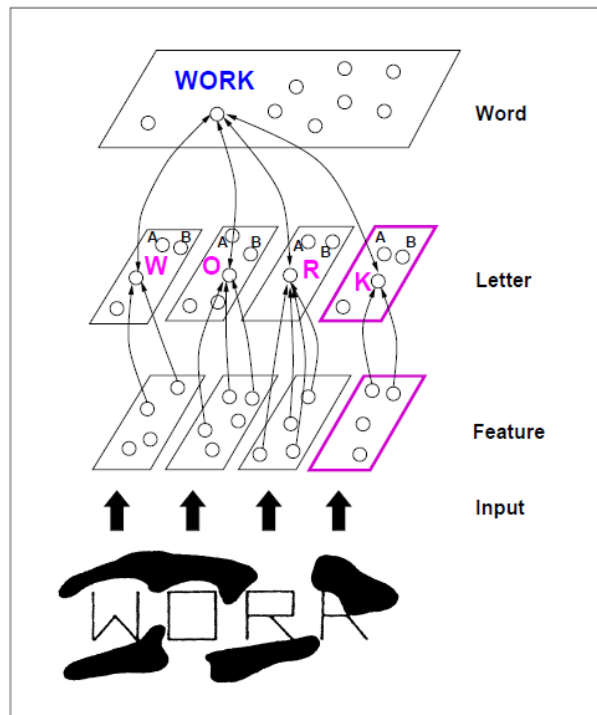 WORK
Word
A B A B A B A B
W O R K
Letter
Feature
Input